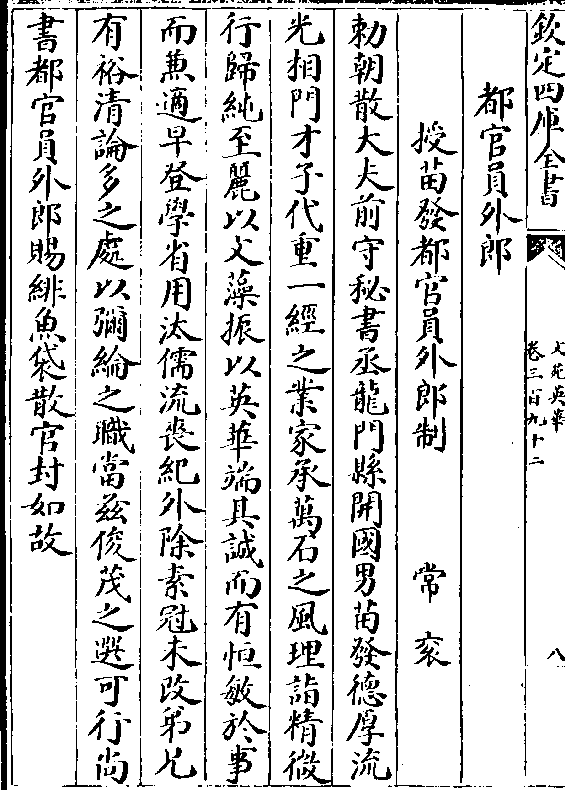 欽定四庫全書
文苑英華
卷三百九十二
八
都官員外郎
授苗發都官員外郎制 常袞
勅朝散大夫前守秘書丞龍門縣開國男苗發德厚流
光相門才子代重一經之業家承萬石之風理詣精微
行歸純至麗以文藻振以英華端其誠而有恒敏於事
而兼適早登學省用汰儒流喪紀外除素冠未改弟兄
有裕清論多之處以彌綸之職當兹俊茂之選可行尚
書都官員外郎賜緋魚袋散官封如故